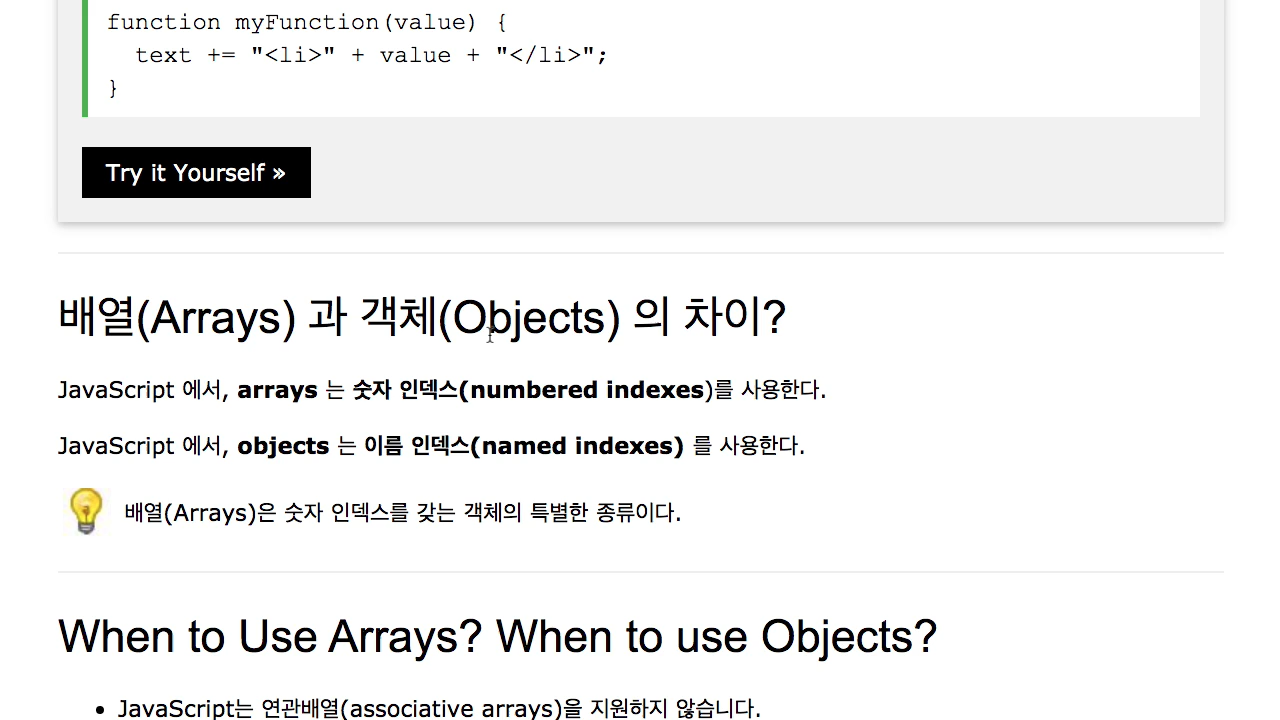 function myFunction(value) {
  text += "<li>" + value + "</li>";
}
Try it Yourself »
배열(Arrays) 과 객체(Objects) 의 차이?
JavaScript 에서, arrays 는 숫자 인덱스(numbered indexes)를 사용한다.
JavaScript 에서, objects 는 이름 인덱스(named indexes) 를 사용한다.
배열(Arrays)은 숫자 인덱스를 갖는 객체의 특별한 종류이다.
When to Use Arrays? When to use Objects?
• JavaScript는 연관배열(associative arrays)을 지원하지 않습니다.